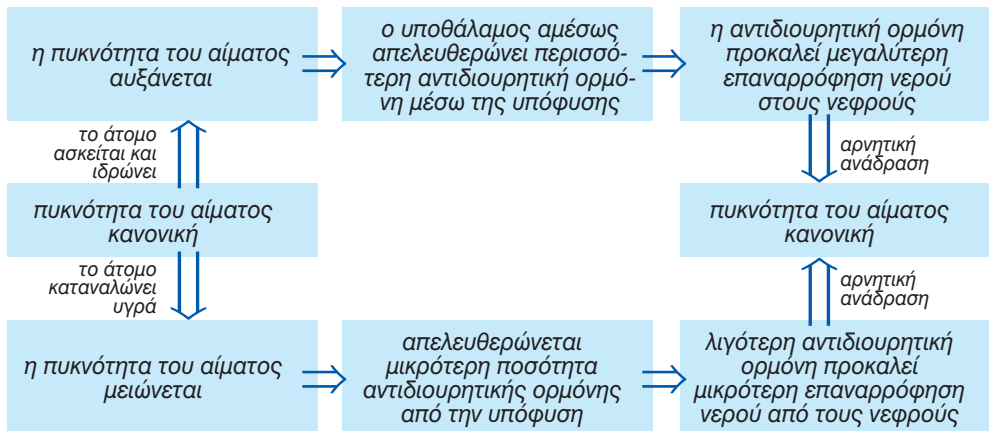 η πυκνότητα του αίματος
αυξάνεται
ο υποθάλαμος αμέσως
απελευθερώνει περισσό-
τερη αντιδιουρητική ορμό-
νη μέσω της υπόφυσης
η αντιδιουρητική ορμόνη
προκαλεί μεγαλύτερη
επαναρρόφηση νερού
στους νεφρούς
το άτομο
ασκείται και
ιδρώνει
αρνητική
ανάδραση
πυκνότητα του αίματος
κανονική
πυκνότητα του αίματος
κανονική
το άτομο
καταναλώνει
υγρά
αρνητική
ανάδραση
η πυκνότητα του αίματος
μειώνεται
απελευθερώνεται
μικρότερη ποσότητα
αντιδιουρητικής ορμόνης
από την υπόφυση
λιγότερη αντιδιουρητική
ορμόνη προκαλεί
μικρότερη επαναρρόφηση
νερού από τους νεφρούς